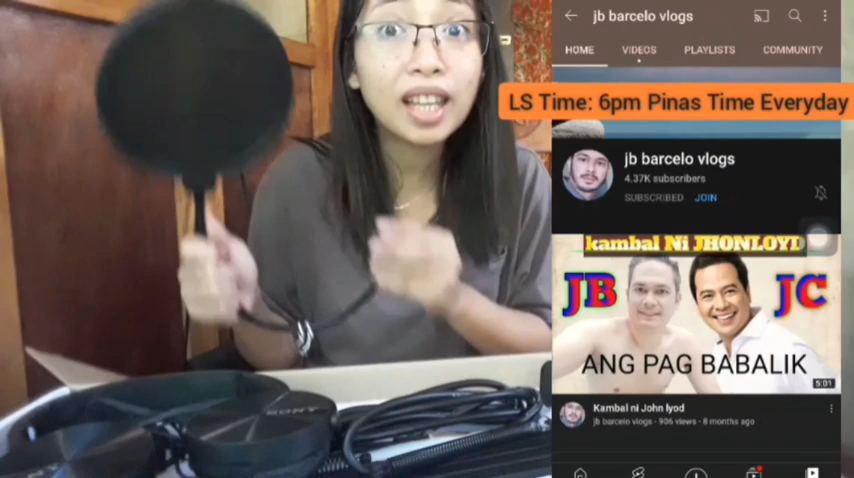 jb barcelo vlogs
HOME VIDEOS PLAYLISTS COMMUNITY
LS Time: 6pm Pinas Time Everyday
jb barcelo vlogs
4.37K subscribers
SUBSCRIBED JOIN
kambal Ni JHONLOYD
JB JC
ANG PAG BABALIK
5:01
Kambal ni John lyod
jb barcelo vlogs · 906 views · 8 months ago
SONY